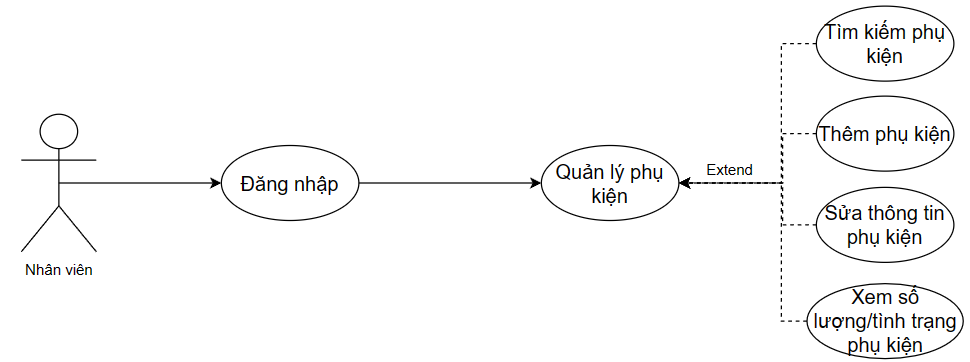 Tìm kiếm phụ
kiện
Thêm phụ kiện
Extend
Quản lý phụ
kiện
Đăng nhập
Sửa thông tin
phụ kiện
Nhân viên
Xem số
lượng/tình trạng
phụ kiện